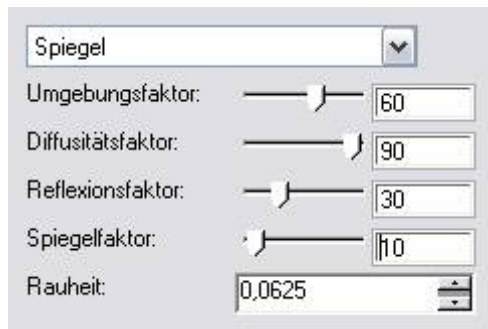 Spiegel
Umgebungsfaktor: 60
Diffusitätsfaktor: 90
Reflexionsfaktor: 30
Spiegelfaktor: 10
Rauheit: 0,0625